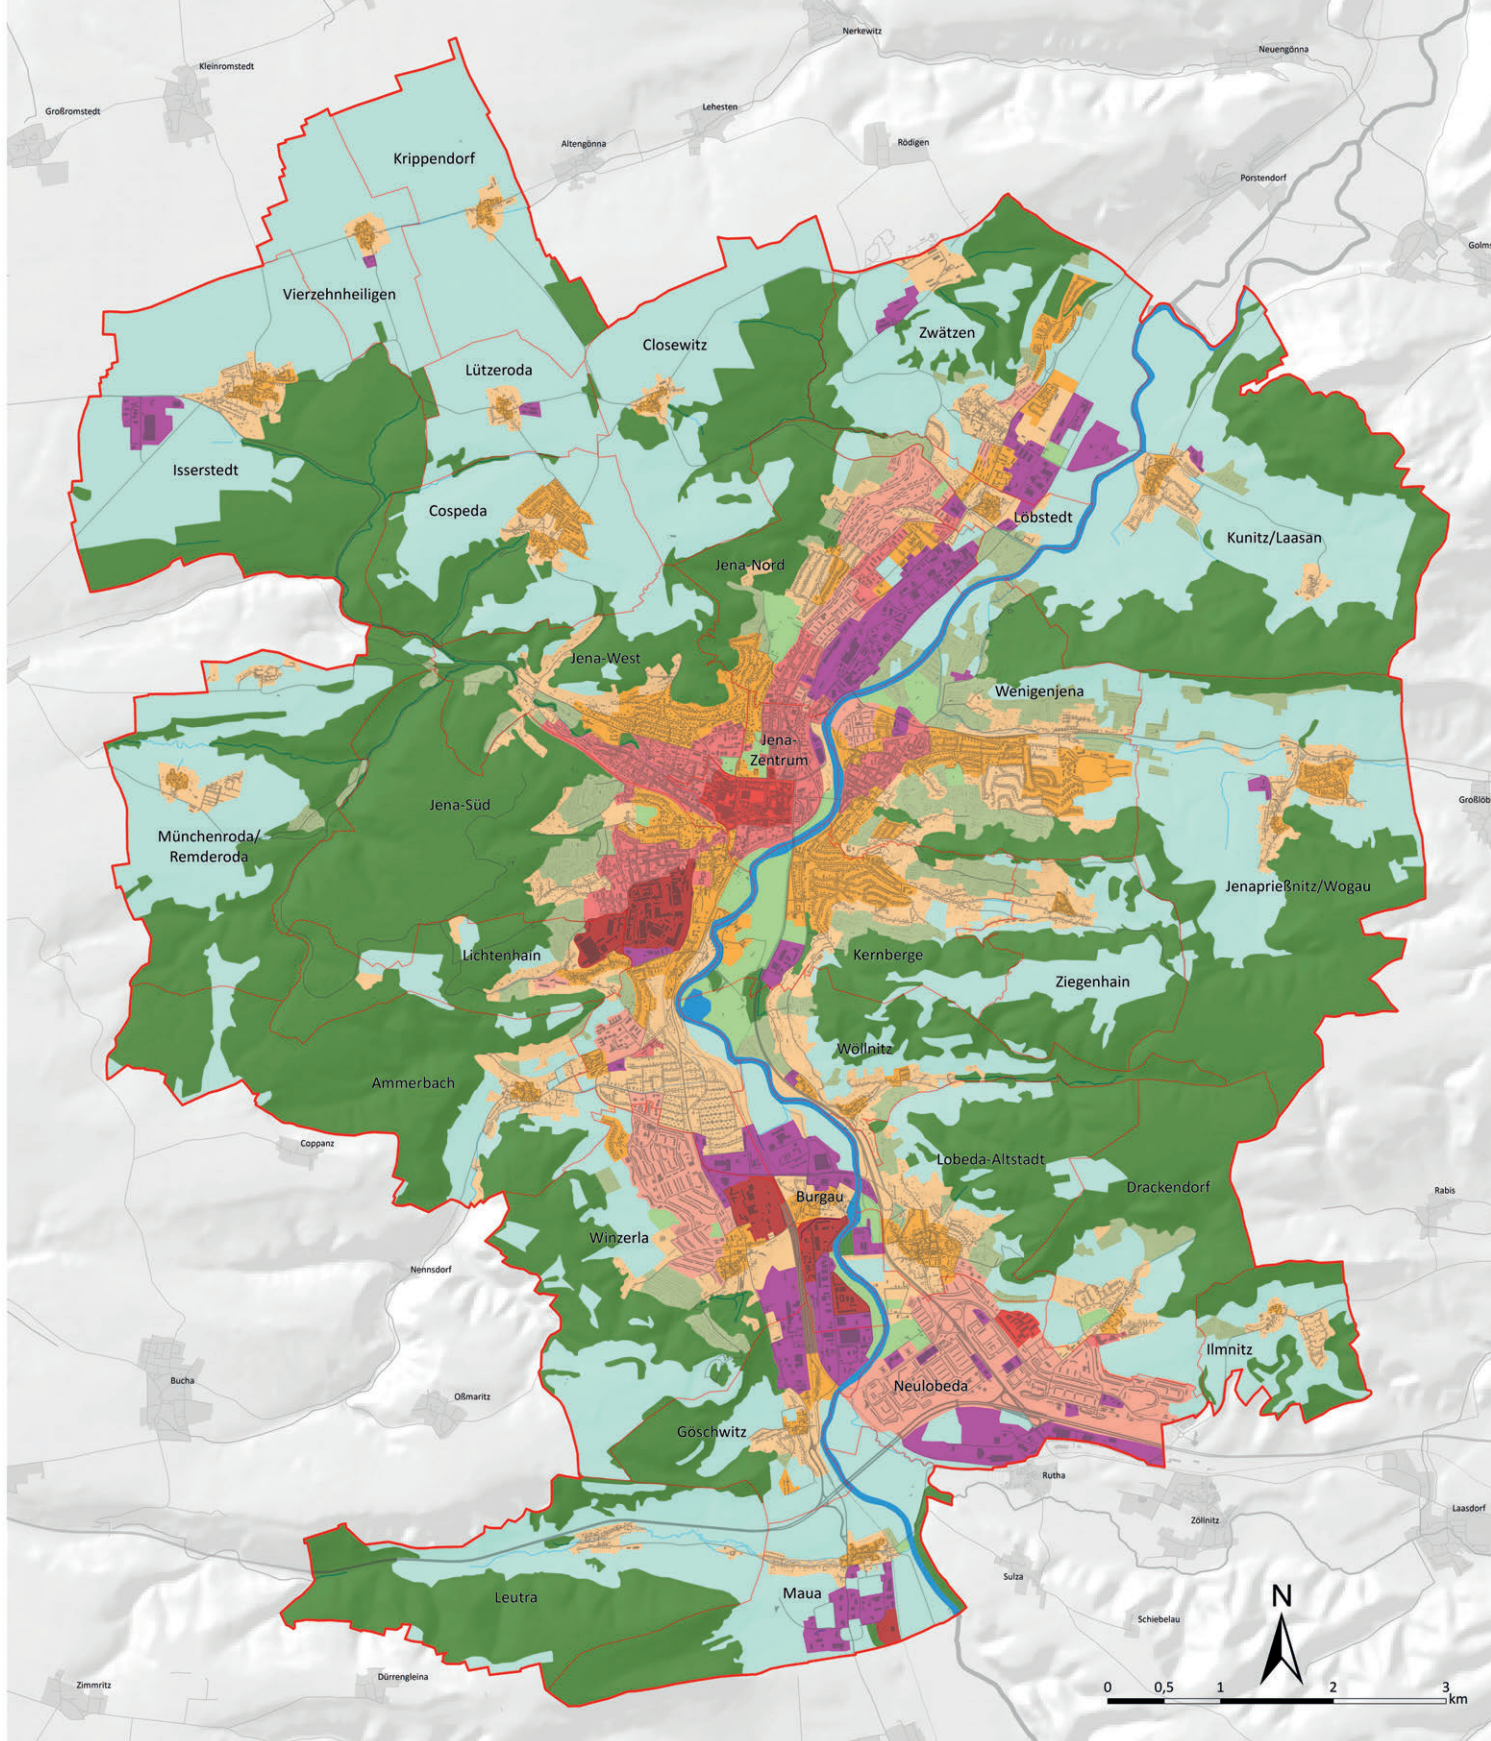 Nerkewitz
Neuengönna
Kleinromstedt
Großromstedt
Lehesten
Altengönna
Rödigen
Krippendorf
Porstendorf
Vierzehnheiligen
Zwätzen
Closewitz
Lützeroda
Isserstedt
Cospeda
Löbstedt
Kunitz/Laasan
Jena-Nord
Jena-West
Wenigenjena
Jena-
Zentrum
Jena-Süd
Münchenroda/
Remderoda
Jenaprießnitz/Wogau
Lichtenhain
Kernberge
Ziegenhain
Wöllnitz
Ammerbach
Coppanz
Lobeda-Altstadt
Drackendorf
Rabis
Burgau
Winzerla
Nennsdorf
Ilmnitz
Bucha
Oßmaritz
Neulobeda
Göschwitz
Rutha
Zöllnitz
Laasdorf
Sulza
Maua
Leutra
Schiebelau
Dürrengleina
Zimmritz
N
0 0,5 1 2 3
km